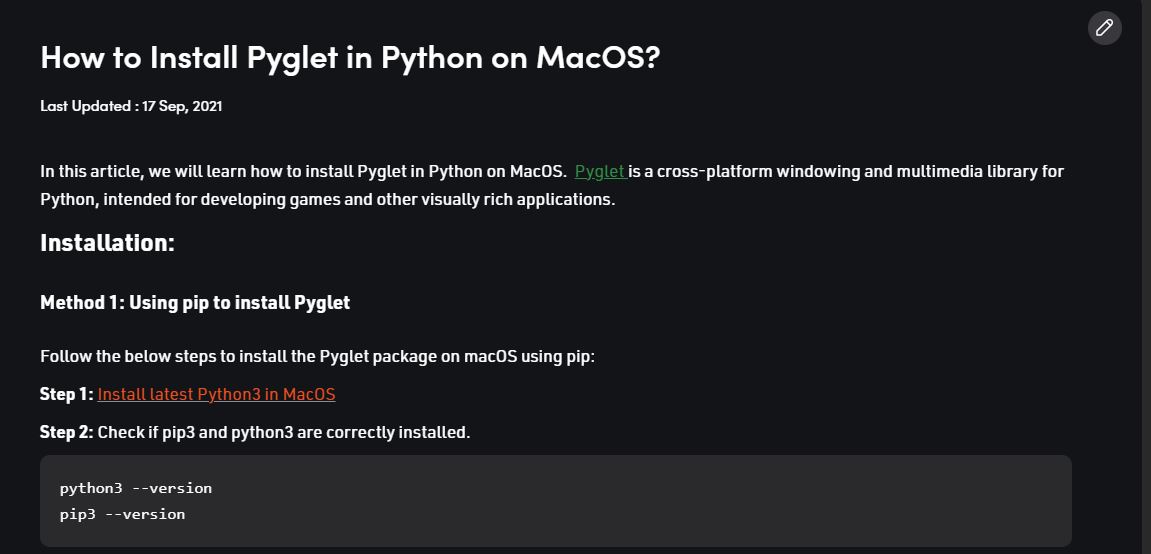 How to Install Pyglet in Python on MacOS?
Last Updated : 17 Sep, 2021
In this article, we will learn how to install Pyglet in Python on MacOS.  Pyglet is a cross-platform windowing and multimedia library for
Python, intended for developing games and other visually rich applications.
Installation:
Method 1: Using pip to install Pyglet
Follow the below steps to install the Pyglet package on macOS using pip:
Step 1: Install latest Python3 in MacOS
Step 2: Check if pip3 and python3 are correctly installed.
python3 --version
pip3 --version